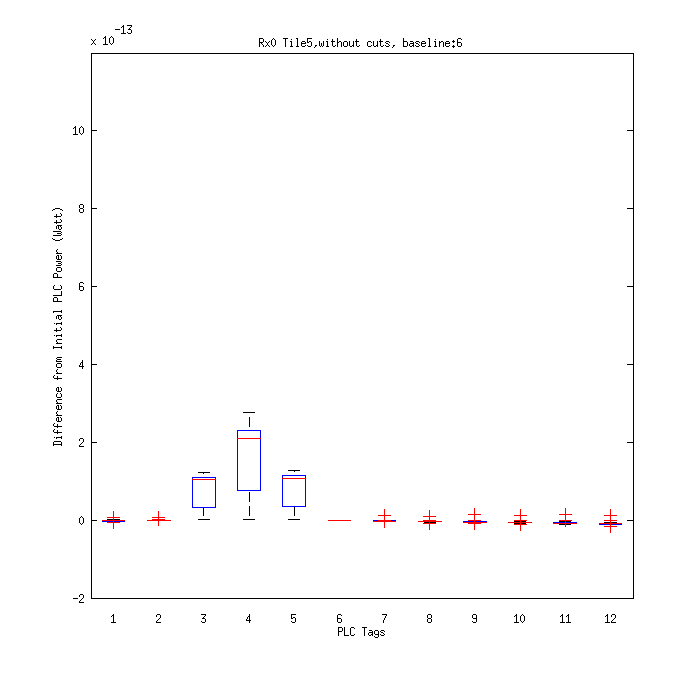 x 10^-13
Rx0 Tile5,without cuts, baseline:6
Difference from Initial PLC Power (Watt)
10
8
6
4
2
0
-2
1 2 3 4 5 6 7 8 9 10 11 12
PLC Tags